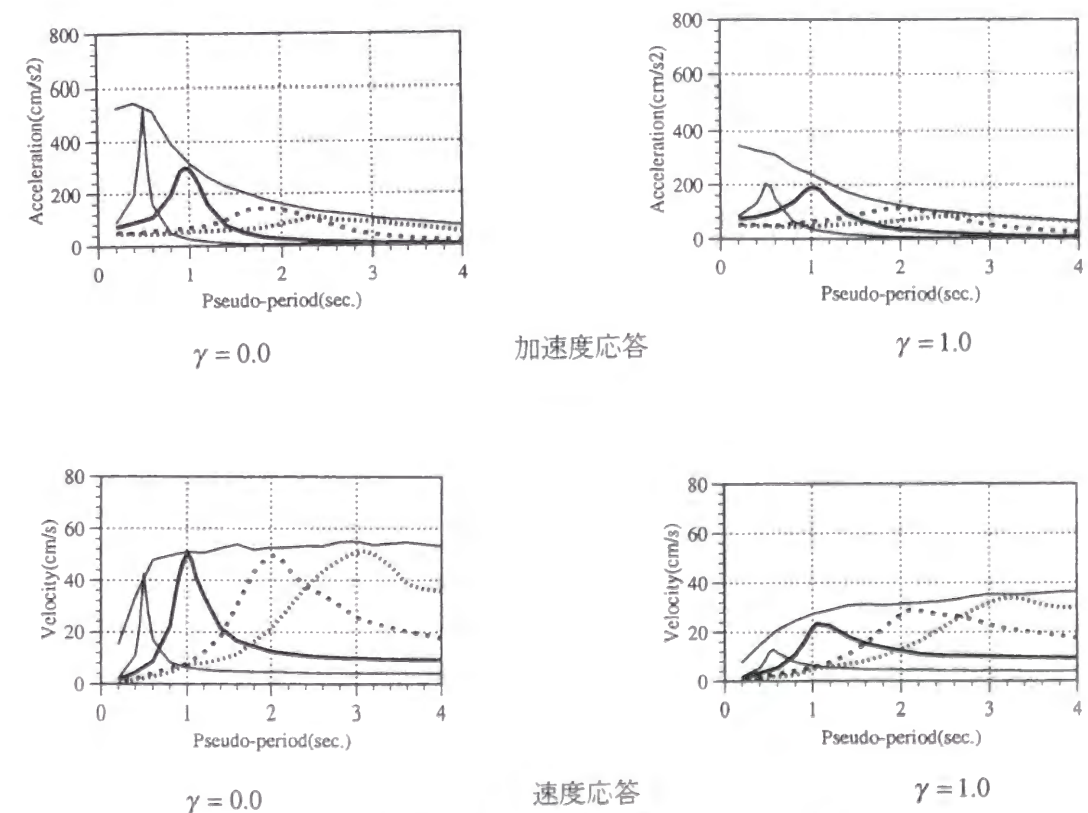 800
600
400
200
0
Acceleration(cm/s2)
0 1 2 3 4
Pseudo-period(sec.)
γ = 0.0
800
600
400
200
0
Acceleration(cm/s2)
0 1 2 3 4
Pseudo-period(sec.)
γ = 1.0
加速度応答
80
60
40
20
0
Velocity(cm/s)
0 1 2 3 4
Pseudo-period(sec.)
γ = 0.0
80
60
40
20
0
Velocity(cm/s)
0 1 2 3 4
Pseudo-period(sec.)
γ = 1.0
速度応答